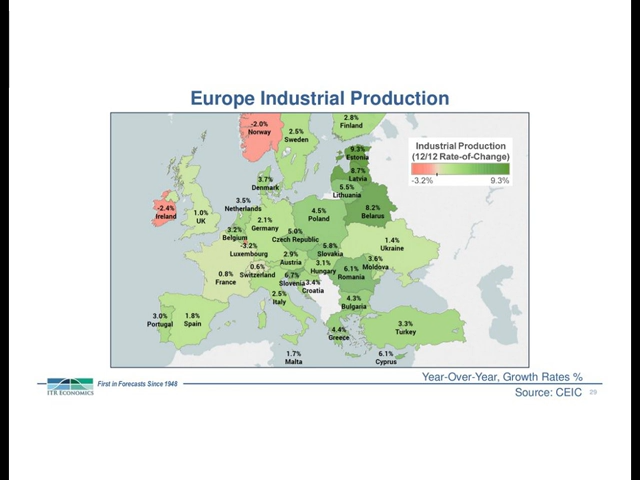 Europe Industrial Production
-2.0%
Norway
2.5%
Sweden
2.8%
Finland
Industrial Production
(12/12 Rate-of-Change)
-3.2%
9.3%
9.3%
Estonia
8.7%
Latvia
5.5%
Lithuania
3.7%
Denmark
-2.4%
Ireland
1.0%
UK
3.5%
Netherlands
2.1%
Germany
4.5%
Poland
8.2%
Belarus
3.2%
Belgium
-3.2%
Luxembourg
5.0%
Czech Republic
5.8%
Slovakia
1.4%
Ukraine
2.9%
Austria
3.1%
Hungary
3.6%
Moldova
0.8%
France
0.6%
Switzerland
6.7%
Slovenia
3.4%
Croatia
6.1%
Romania
2.5%
Italy
4.3%
Bulgaria
3.0%
Portugal
1.8%
Spain
4.4%
Greece
3.3%
Turkey
1.7%
Malta
6.1%
Cyprus
Year-Over-Year, Growth Rates %
First in Forecasts Since 1948
ITR ECONOMICS
Source: CEIC
29